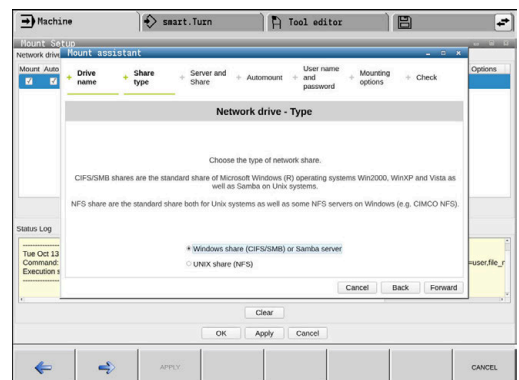 Machine
smart.Turn
Tool editor
Mount Setup
Network drive
Mount assistant
Mount Auto
Options
+ Drive name
+ Share type
+ Server and Share
+ Automount
+ User name and password
+ Mounting options
+ Check
Network drive - Type
Choose the type of network share.
CIFS/SMB shares are the standard share of Microsoft Windows (R) operating systems Win2000, WinXP and Vista as
well as Samba on Unix systems.
NFS share are the standard share both for Unix systems as well as some NFS servers on Windows (e.g. CIMCO NFS).
Status Log
Tue Oct 13
Command:
Execution s
=user,file_r
Windows share (CIFS/SMB) or Samba server
UNIX share (NFS)
Cancel
Back
Forward
Clear
OK
Apply
Cancel
APPLY
CANCEL